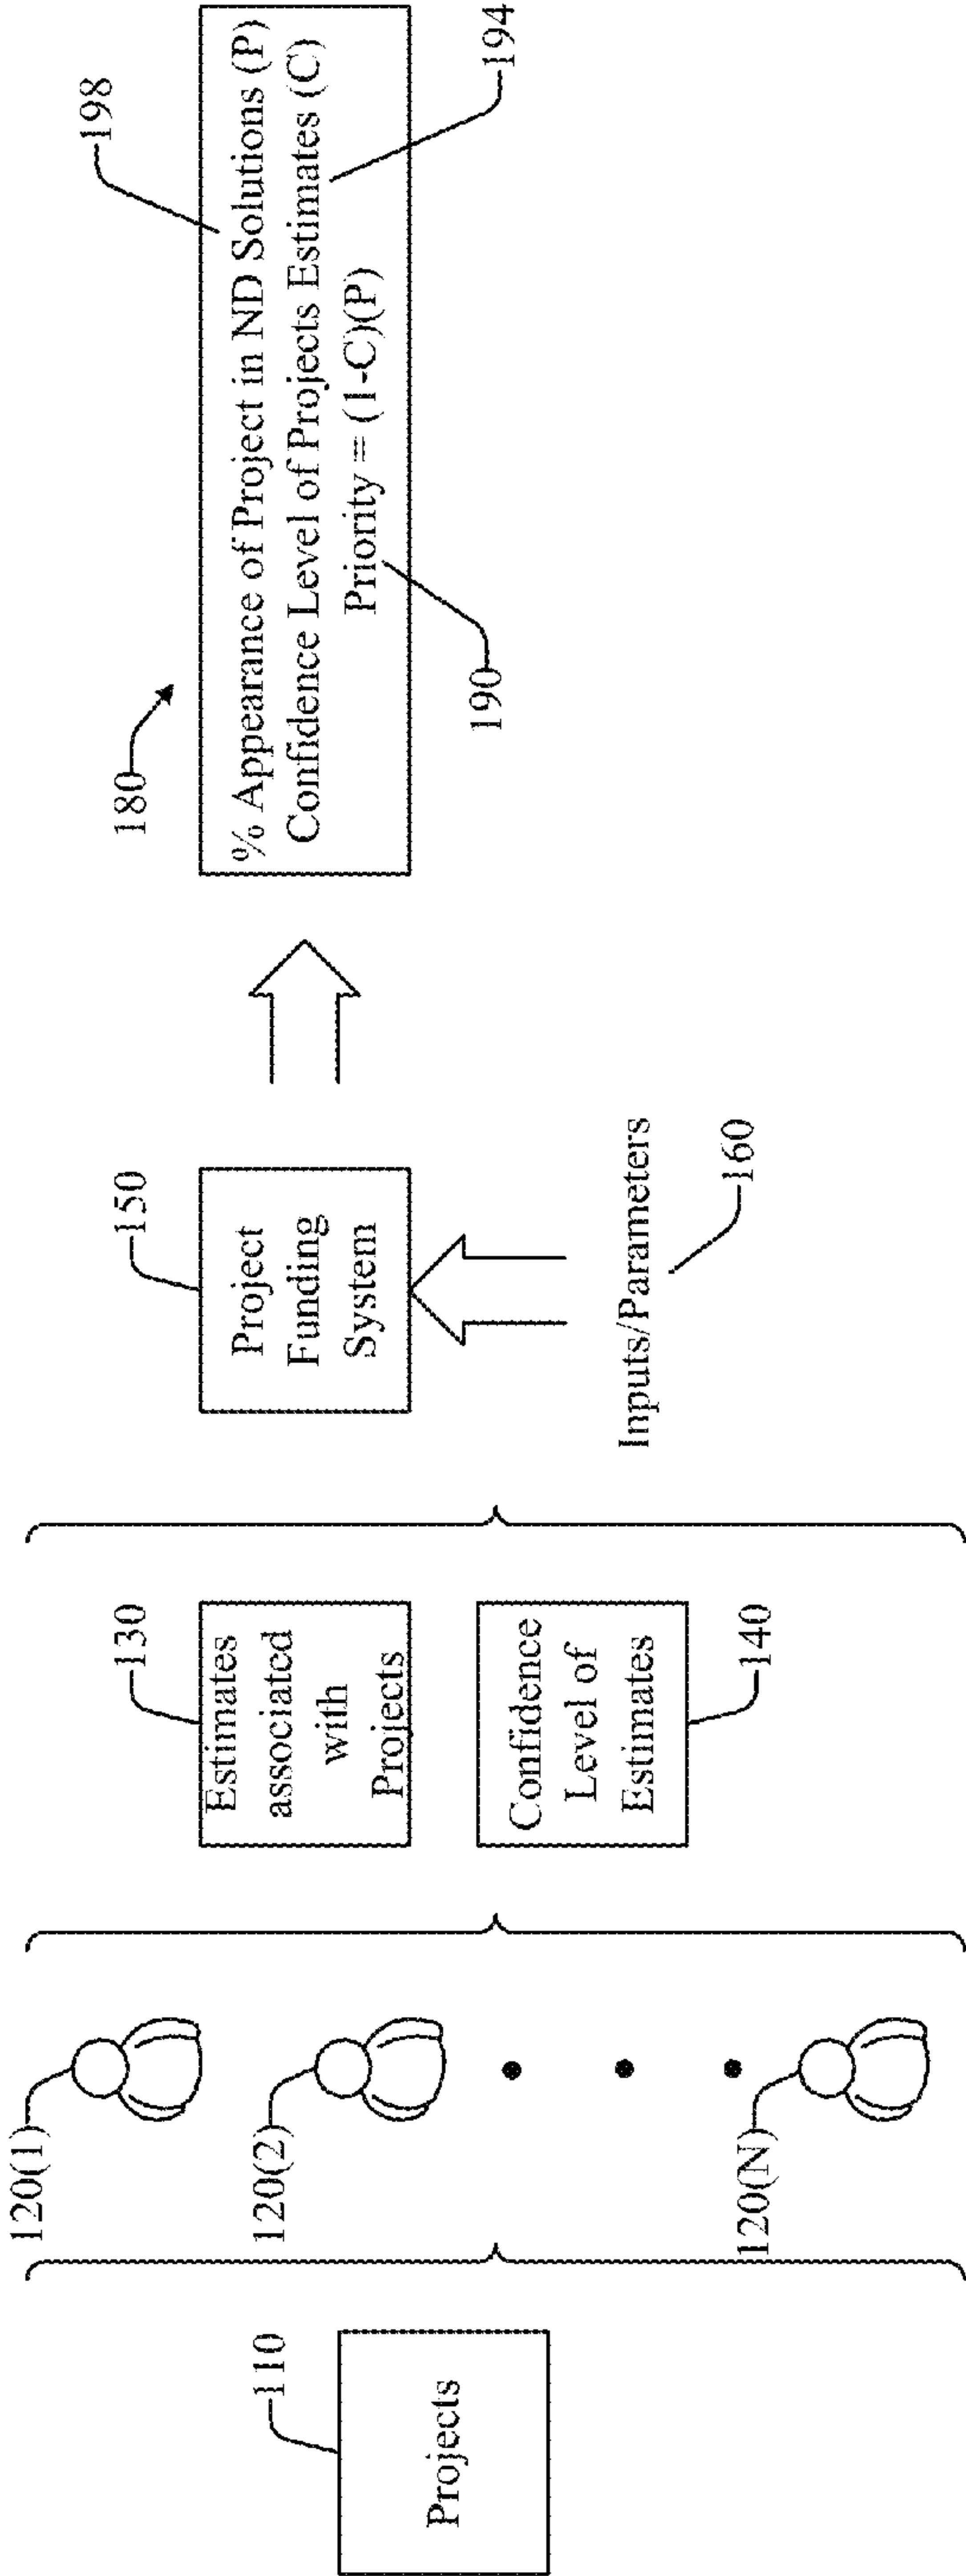 110
Projects
120(1)
120(2)
120(N)
130
Estimates
associated
with
Projects
Confidence
Level of
Estimates
140
150
Project
Funding
System
Inputs/Parameters
160
180
198
% Appearance of Project in ND Solutions (P)
Confidence Level of Projects Estimates (C)
Priority = (1-C)(P)
190
194